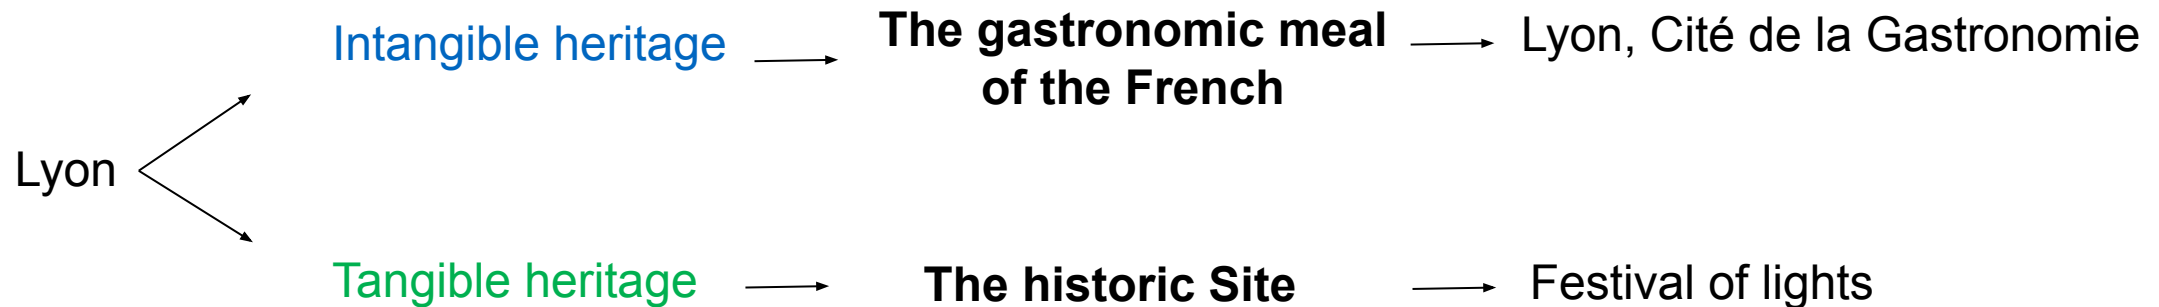 Lyon
Intangible heritage
The gastronomic meal
of the French
Lyon, Cité de la Gastronomie
Tangible heritage
The historic Site
Festival of lights